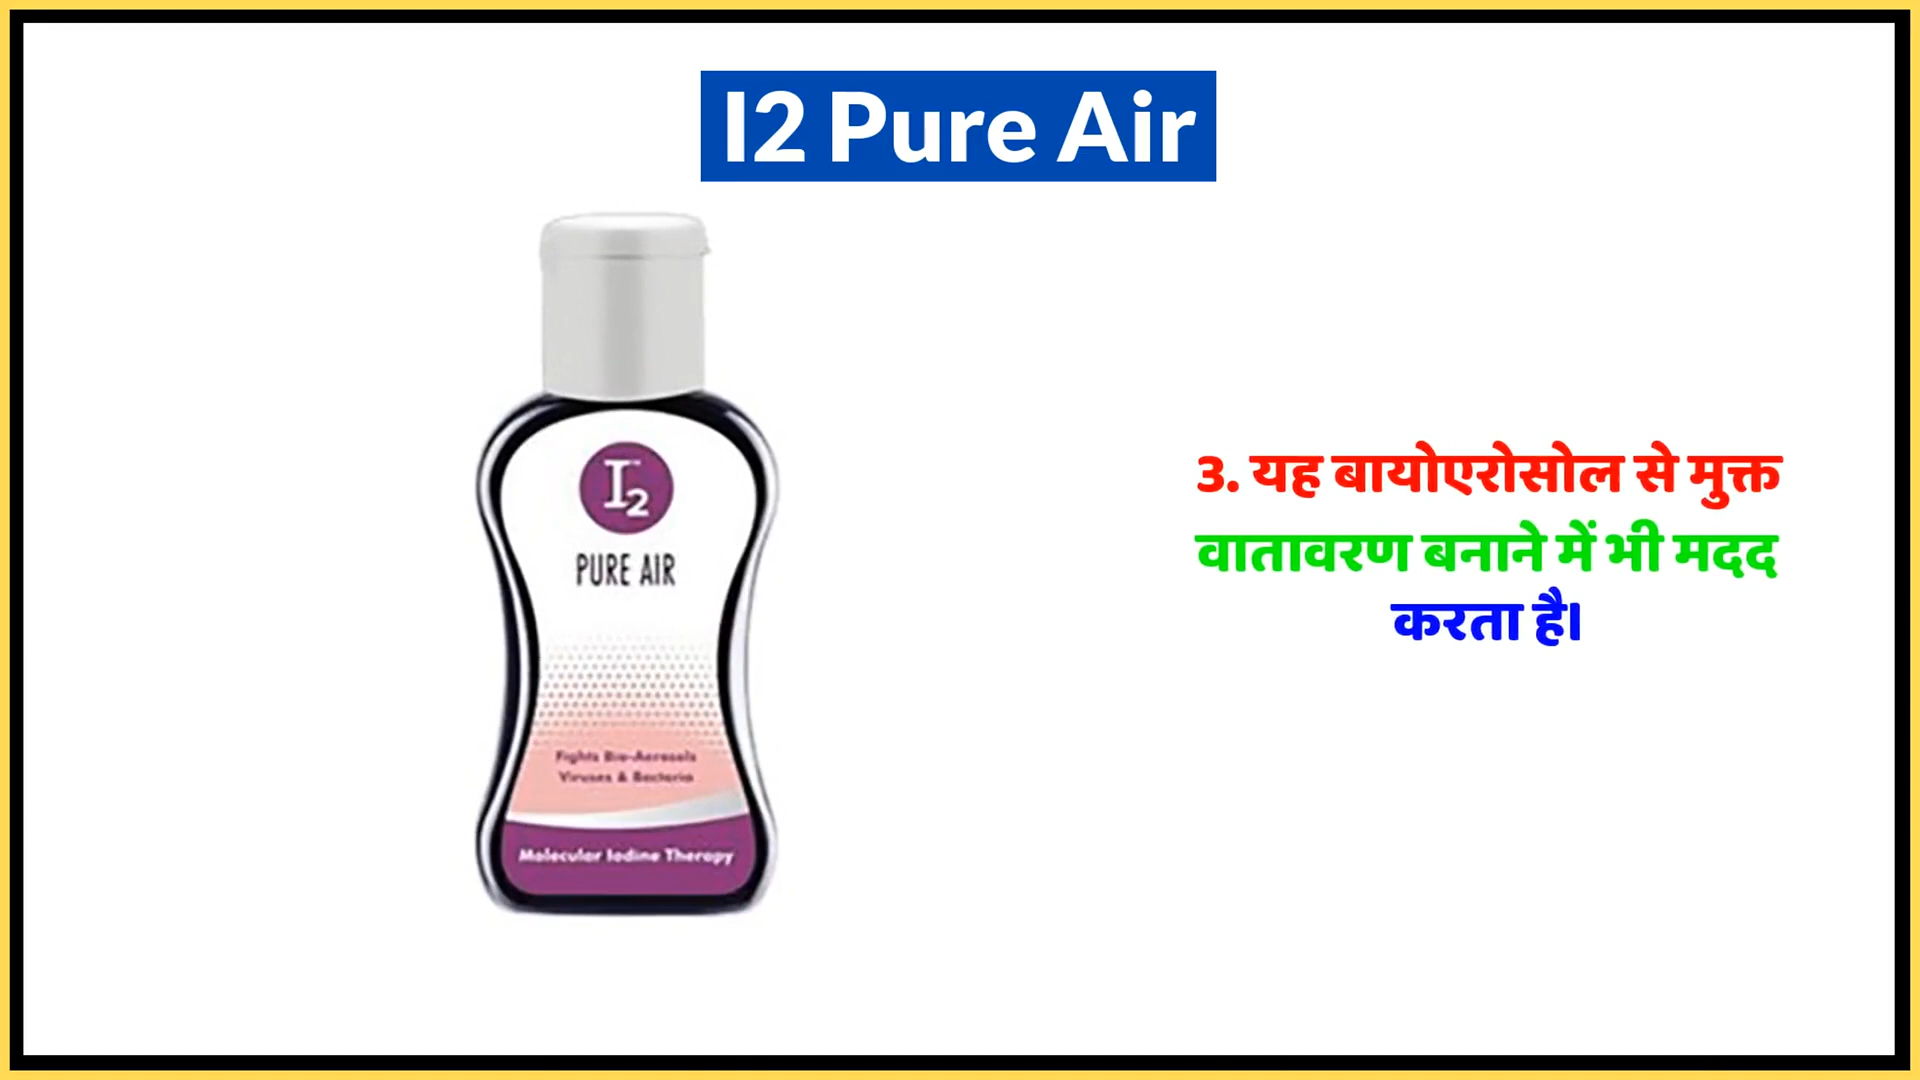 I2 Pure Air
I2
PURE AIR
Fights Bio-Aerosols
Viruses & Bacteria
Molecular Iodine Therapy
3. यह बायोएरोसोल से मुक्त
वातावरण बनाने में भी मदद
करता है।